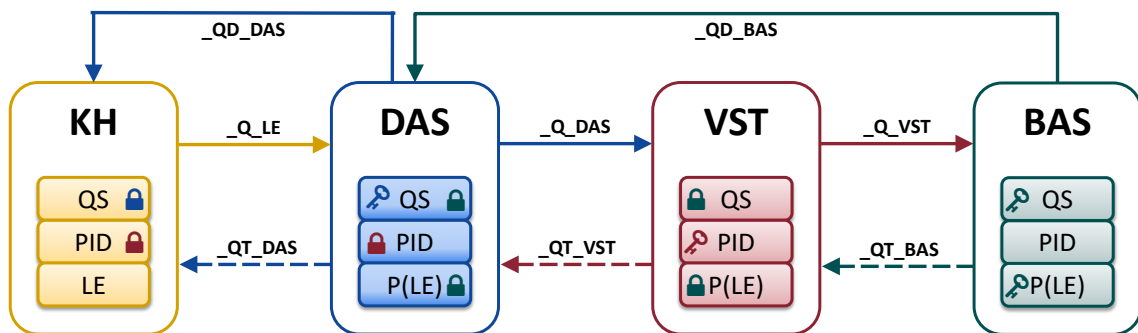 _QD_DAS
_QD_BAS
KH
_Q_LE
DAS
_Q_DAS
VST
_Q_VST
BAS
QS
QS
QS
QS
PID
PID
PID
PID
_QT_DAS
_QT_VST
_QT_BAS
LE
P(LE)
P(LE)
P(LE)